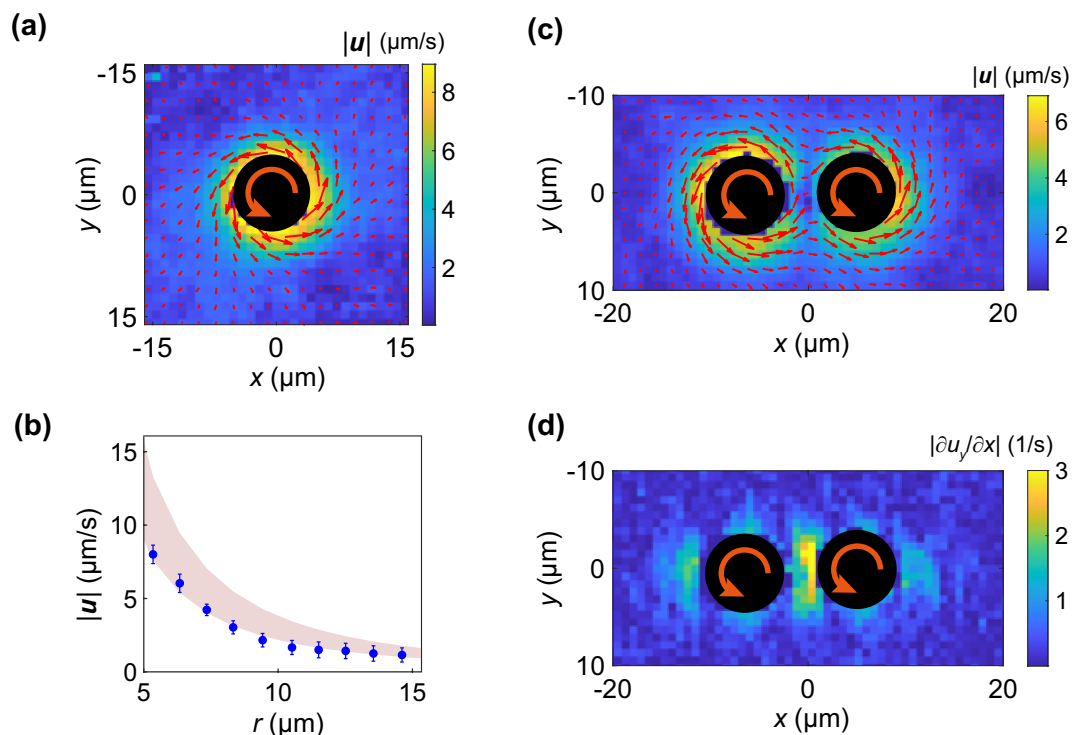 (a)
|u| (µm/s)
-15
0
15
y (µm)
-15 0 15
x (µm)
8
6
4
2
(b)
15
10
5
0
|u| (µm/s)
5 10 15
r (µm)
(c)
|u| (µm/s)
-10
0
10
y (µm)
-20 0 20
x (µm)
6
4
2
(d)
|∂u_y/∂x| (1/s)
-10
0
10
y (µm)
-20 0 20
x (µm)
3
2
1